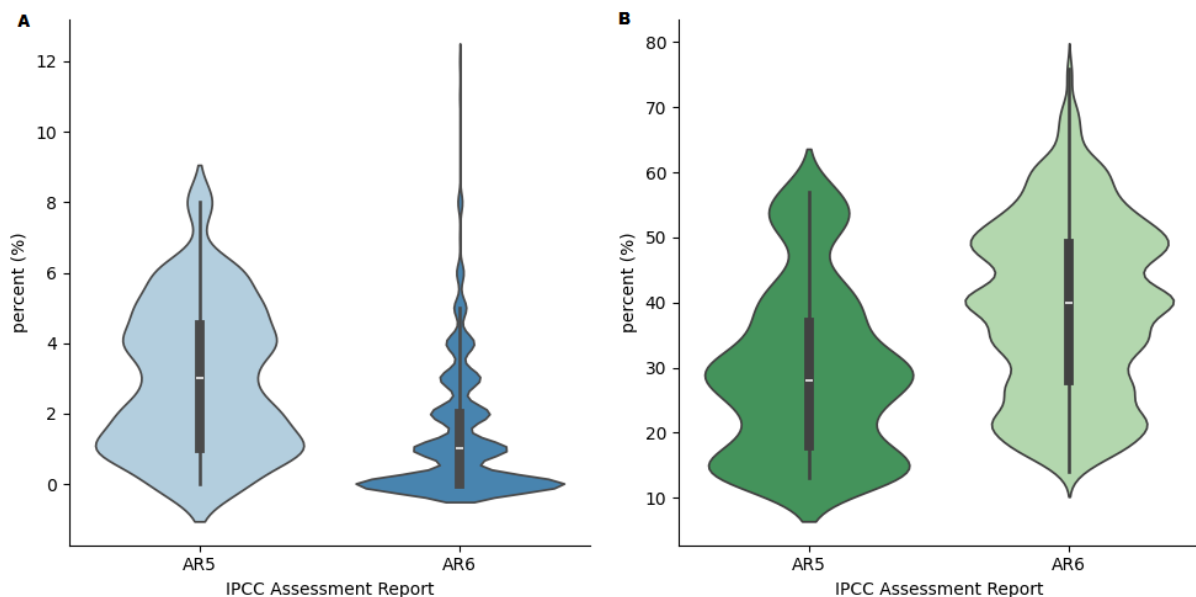 A
percent (%)
12
10
8
6
4
2
0
AR5
AR6
IPCC Assessment Report
B
percent (%)
80
70
60
50
40
30
20
10
AR5
AR6
IPCC Assessment Report